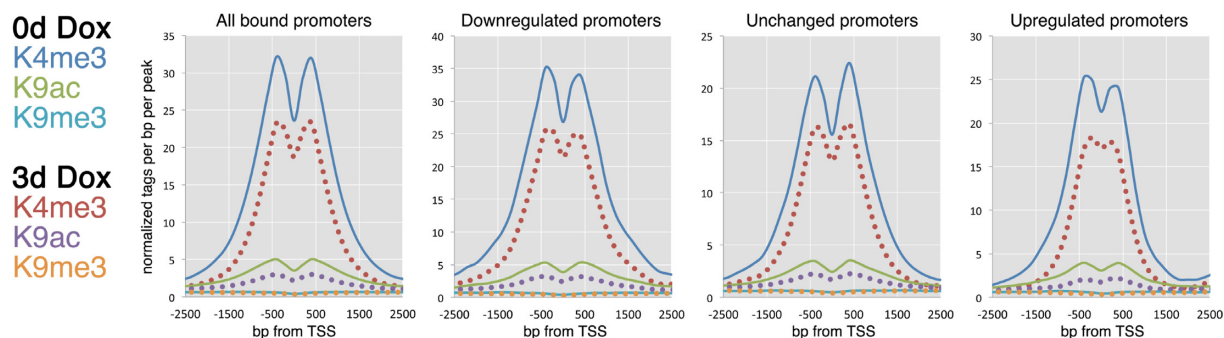 0d Dox
K4me3
K9ac
K9me3
3d Dox
K4me3
K9ac
K9me3
normalized tags per bp per peak
All bound promoters
35
30
25
20
15
10
5
0
-2500 -1500 -500 500 1500 2500
bp from TSS
Downregulated promoters
40
35
30
25
20
15
10
5
0
-2500 -1500 -500 500 1500 2500
bp from TSS
Unchanged promoters
25
20
15
10
5
0
-2500 -1500 -500 500 1500 2500
bp from TSS
Upregulated promoters
30
25
20
15
10
5
0
-2500 -1500 -500 500 1500 2500
bp from TSS